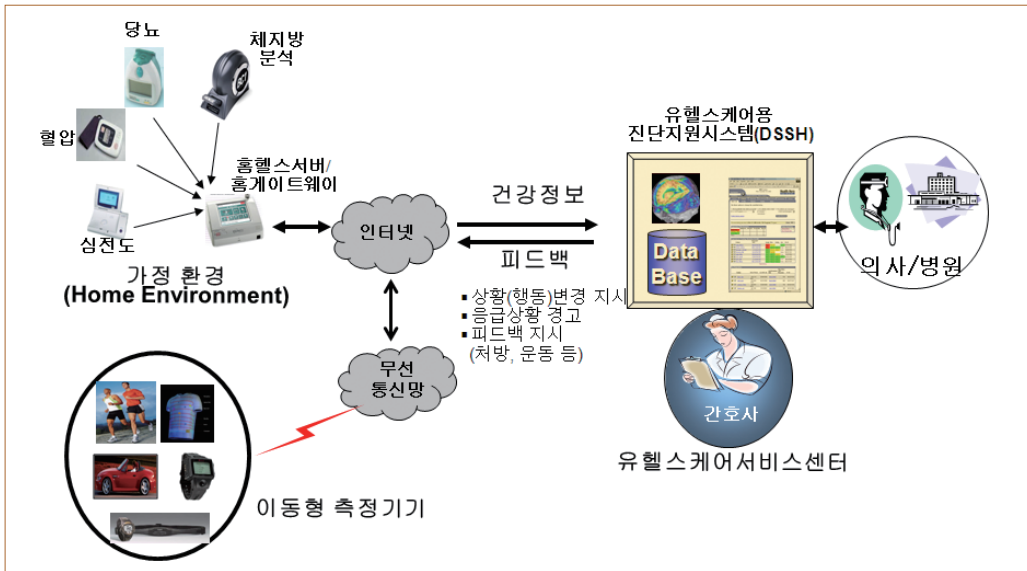 당뇨
체지방
분석
혈압
심전도
홈헬스서버/
홈게이트웨이
가정 환경
(Home Environment)
인터넷
건강정보
피드백
▪상황(행동)변경 지시
▪응급상황 경고
▪피드백 지시
(처방, 운동 등)
무선
통신망
이동형 측정기기
유헬스케어용
진단지원시스템(DSSH)
Data
Base
의사/병원
간호사
유헬스케어서비스센터